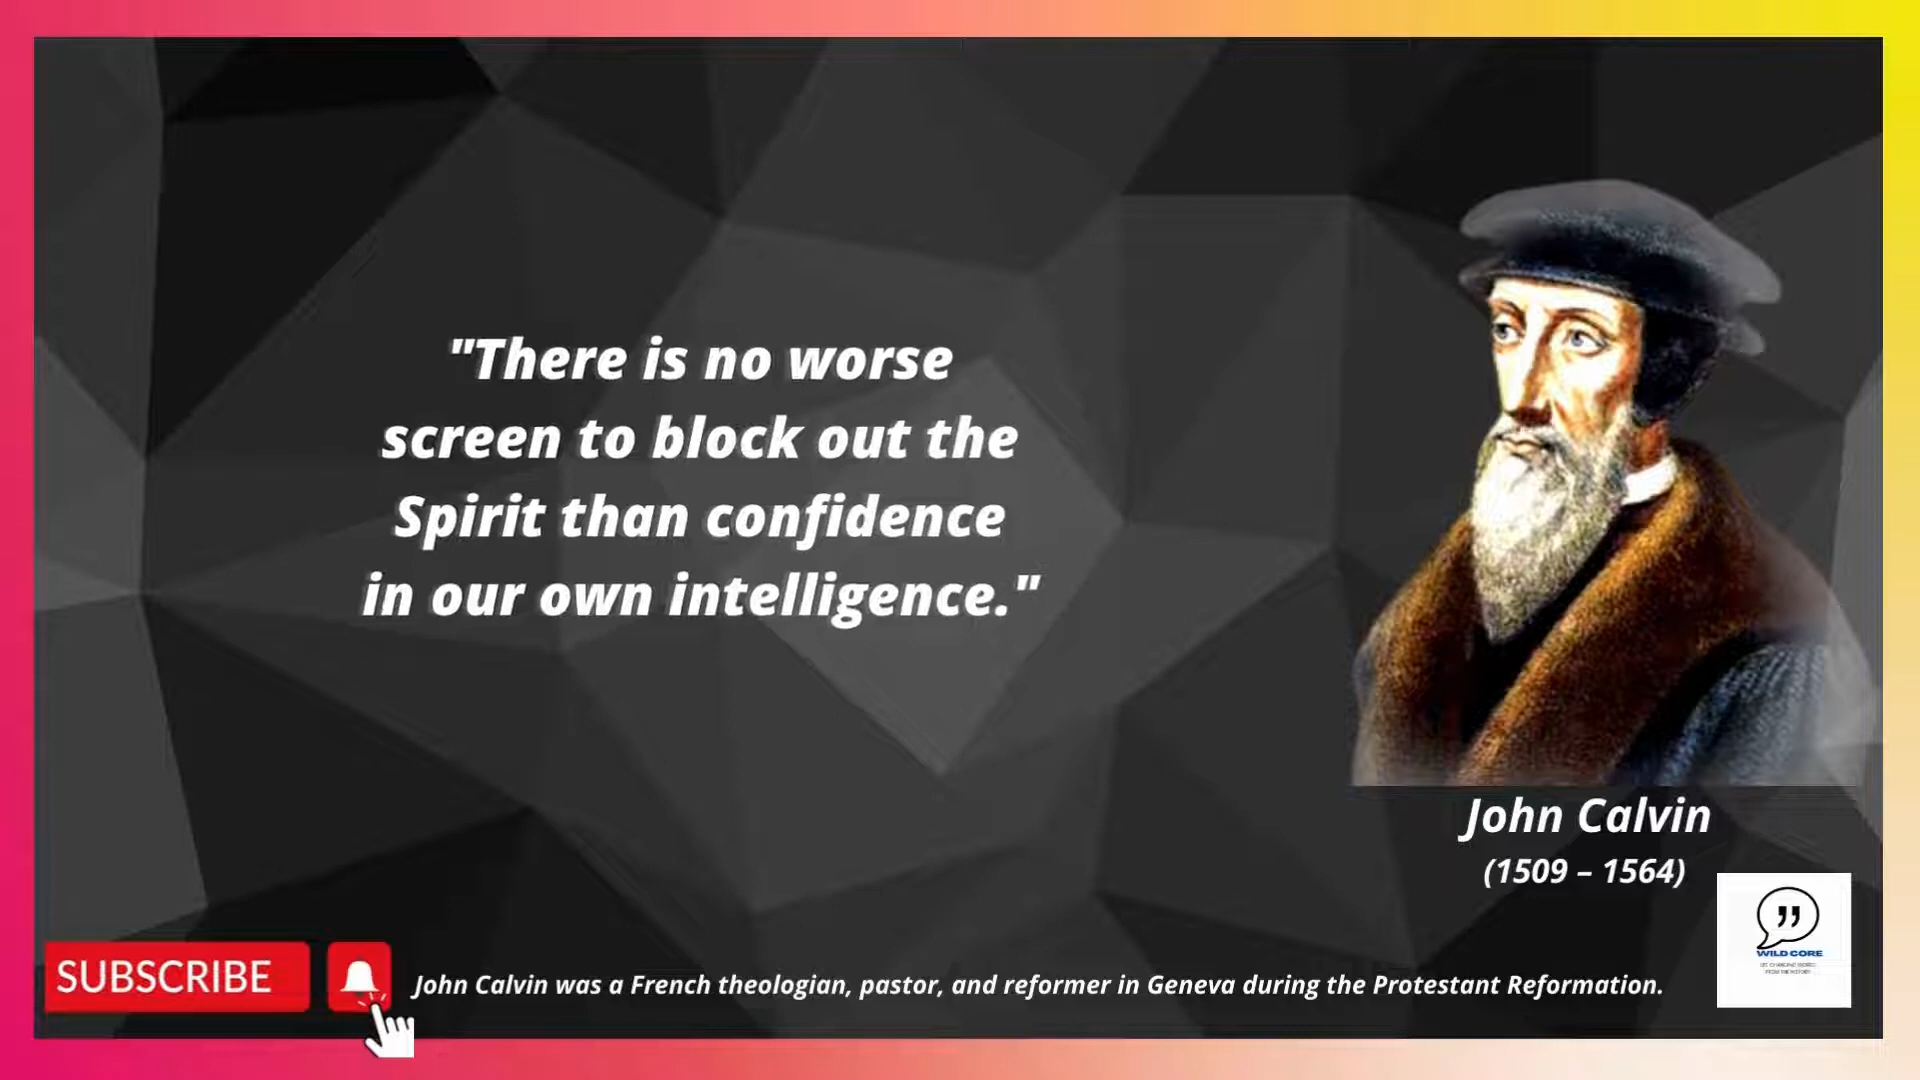 "There is no worse
screen to block out the
Spirit than confidence
in our own intelligence."
John Calvin
(1509 – 1564)
WILD CORE
SUBSCRIBE
John Calvin was a French theologian, pastor, and reformer in Geneva during the Protestant Reformation.